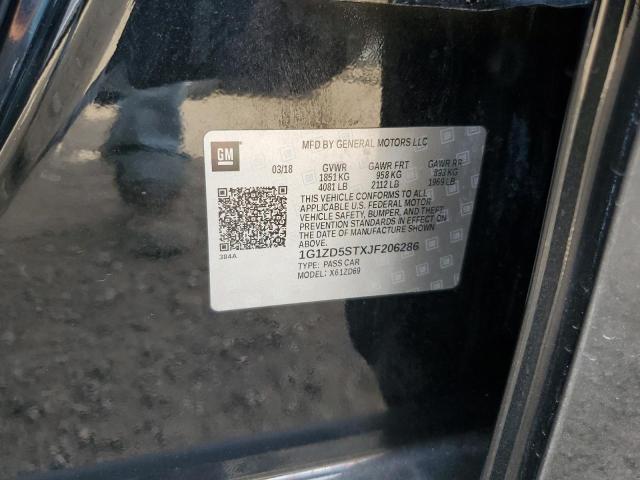 GM
MFD BY GENERAL MOTORS LLC
03/18 GVWR GAWR FRT GAWR RR
1851 KG 958 KG 893 KG
4081 LB 2112 LB 1969 LB
THIS VEHICLE CONFORMS TO ALL
APPLICABLE U.S. FEDERAL MOTOR
VEHICLE SAFETY, BUMPER, AND THEFT
PREVENTION STANDARDS IN EFFECT ON
THE DATE OF MANUFACTURE SHOWN
ABOVE.
384A
1G1ZD5STXJF206286
TYPE: PASS CAR
MODEL: X61ZD69